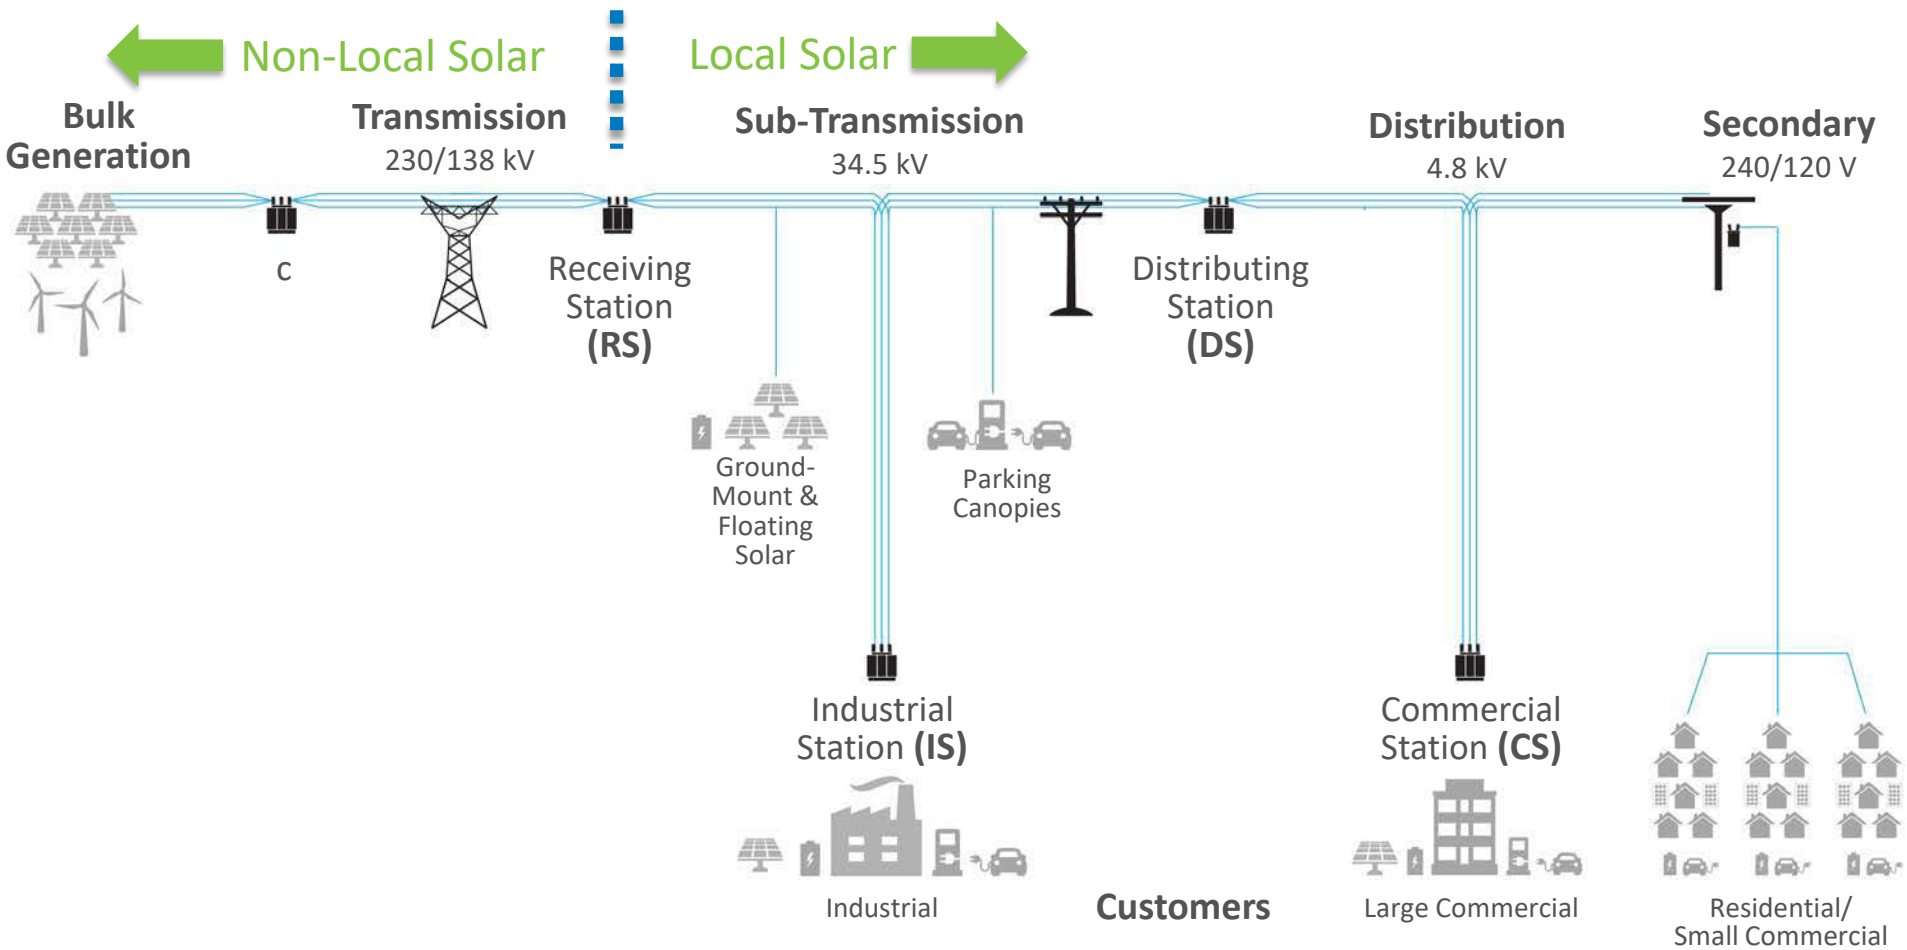 Non-Local Solar
Local Solar
Bulk
Generation
Transmission
230/138 kV
Sub-Transmission
34.5 kV
Distribution
4.8 kV
Secondary
240/120 V
c
Receiving
Station
(RS)
Distributing
Station
(DS)
Ground-
Mount &
Floating
Solar
Parking
Canopies
Industrial
Station (IS)
Commercial
Station (CS)
Industrial
Customers
Large Commercial
Residential/
Small Commercial